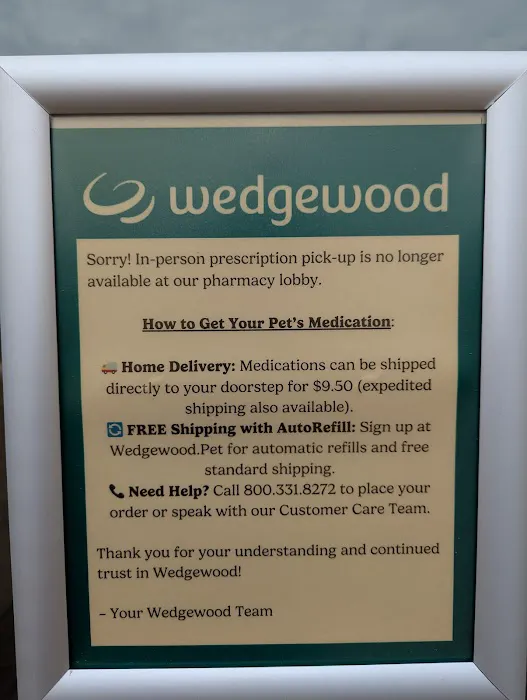 wedgewood
Sorry! In-person prescription pick-up is no longer
available at our pharmacy lobby.
How to Get Your Pet's Medication:
🚚 Home Delivery: Medications can be shipped
directly to your doorstep for $9.50 (expedited
shipping also available).
🔄 FREE Shipping with AutoRefill: Sign up at
Wedgewood.Pet for automatic refills and free
standard shipping.
📞 Need Help? Call 800.331.8272 to place your
order or speak with our Customer Care Team.
Thank you for your understanding and continued
trust in Wedgewood!
– Your Wedgewood Team